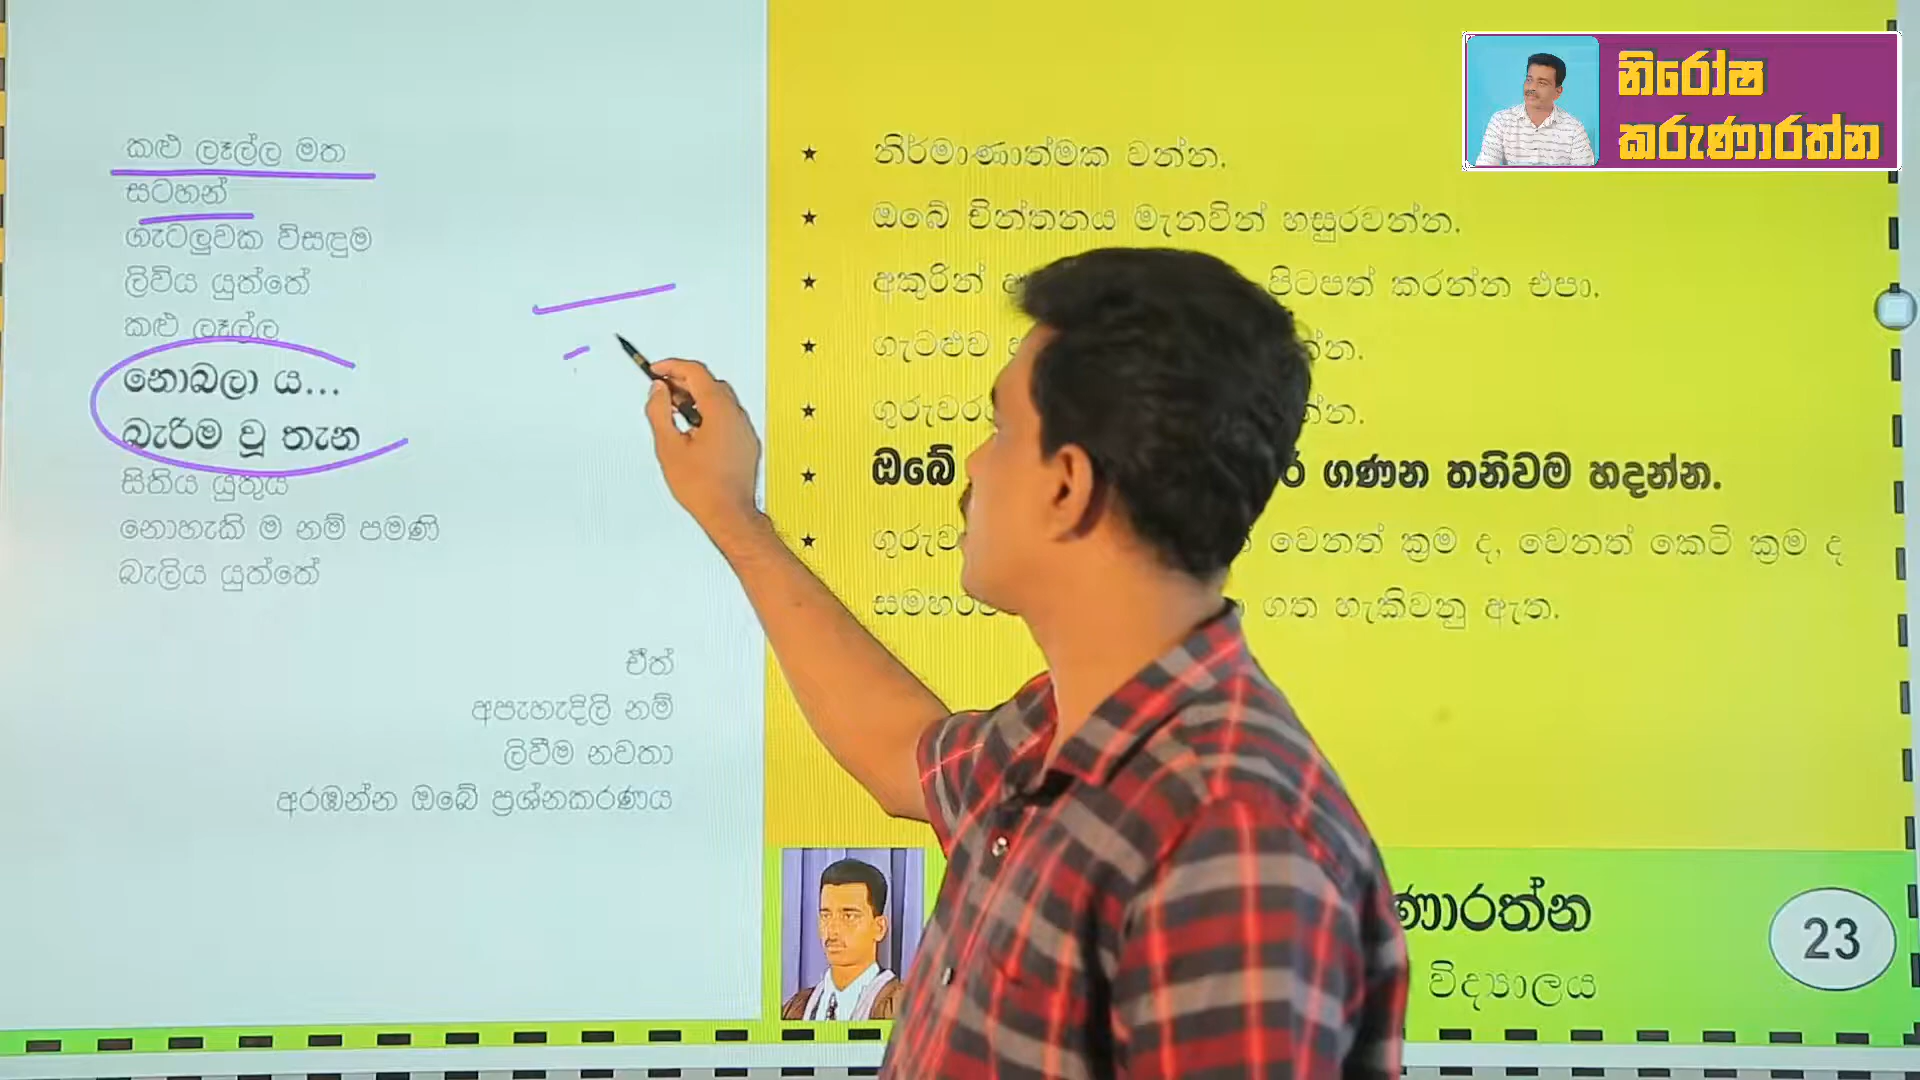 කළු ලෑල්ල මත
සටහන්
ගැටලුවක විසඳුම
ලිවිය යුත්තේ
කළු ලෑල්ල
නොබලා ය...
බැරිම වූ තැන
සිතිය යුතුය
නොහැකි ම නම් පමණි
බැලිය යුත්තේ
ඒත්
අපැහැදිලි නම්
ලිවීම නවතා
අරඹන්න ඔබේ ප්‍රශ්නකරණය
★ නිර්මාණාත්මක වන්න.
★ ඔබේ චින්තනය මැනවින් හසුරවන්න.
★ අකුරින් පිටපත් කරන්න එපා.
★ ගැටළුව
★
★ ඔබේ ගණන තනිවම හදන්න.
★ වෙනත් ක්‍රම ද, වෙනත් කෙටි ක්‍රම ද
ගත හැකිවනු ඇත.
විද්‍යාලය
23
නිරෝෂ
කරුණාරත්න